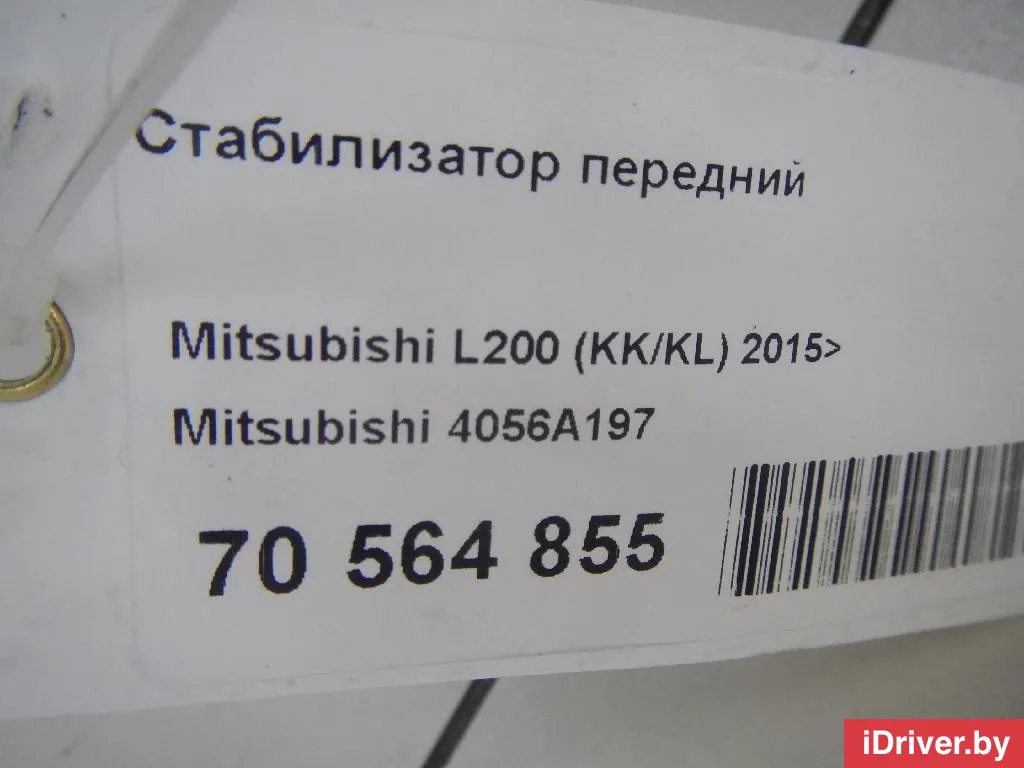 Стабилизатор передний
Mitsubishi L200 (KK/KL) 2015>
Mitsubishi 4056A197
70 564 855
iDriver.by